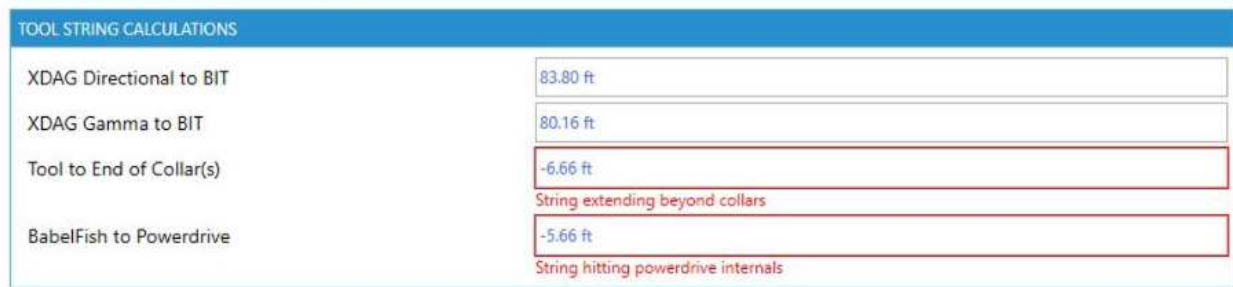 TOOL STRING CALCULATIONS
XDAG Directional to BIT 83.80 ft
XDAG Gamma to BIT 80.16 ft
Tool to End of Collar(s) -6.66 ft
String extending beyond collars
BabelFish to Powerdrive -5.66 ft
String hitting powerdrive internals